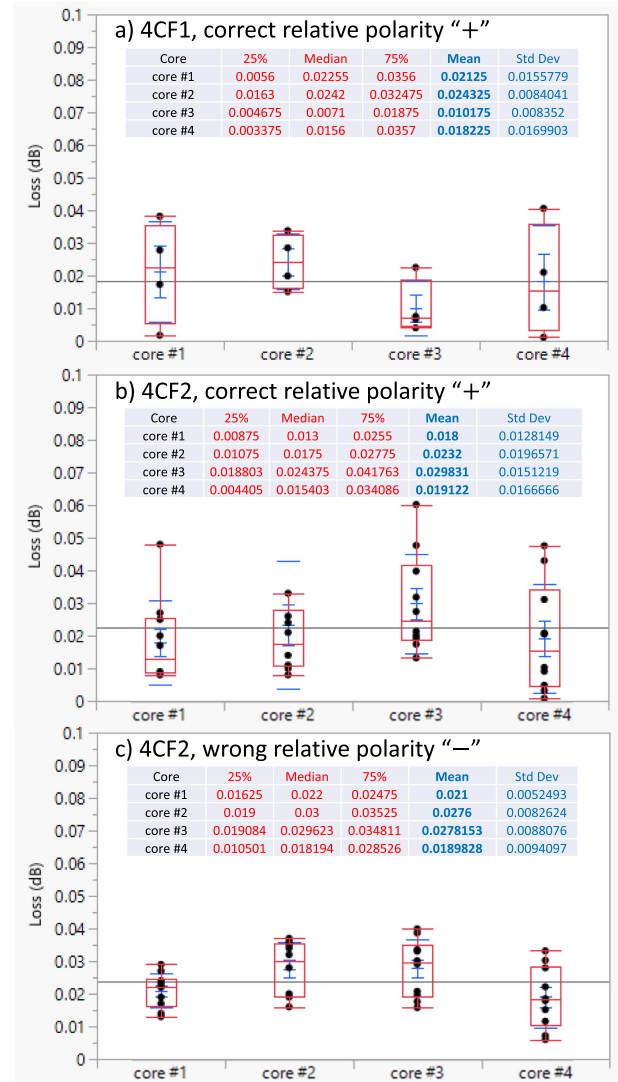 a) 4CF1, correct relative polarity “+”
Core 25% Median 75% Mean Std Dev
core #1 0.0056 0.02255 0.0356 0.02125 0.0155779
core #2 0.0163 0.0242 0.032475 0.024325 0.0084041
core #3 0.004675 0.0071 0.01875 0.010175 0.008352
core #4 0.003375 0.0156 0.0357 0.018225 0.0169903
Loss (dB)
0.1
0.09
0.08
0.07
0.06
0.05
0.04
0.03
0.02
0.01
0
core #1 core #2 core #3 core #4
b) 4CF2, correct relative polarity “+”
Core 25% Median 75% Mean Std Dev
core #1 0.00875 0.013 0.0255 0.018 0.0128149
core #2 0.01075 0.0175 0.02775 0.0232 0.0196571
core #3 0.018803 0.024375 0.041763 0.029831 0.0151219
core #4 0.004405 0.015403 0.034086 0.019122 0.0166666
Loss (dB)
0.1
0.09
0.08
0.07
0.06
0.05
0.04
0.03
0.02
0.01
0
core #1 core #2 core #3 core #4
c) 4CF2, wrong relative polarity “−”
Core 25% Median 75% Mean Std Dev
core #1 0.01625 0.022 0.02475 0.021 0.0052493
core #2 0.019 0.03 0.03525 0.0276 0.0082624
core #3 0.019084 0.029623 0.034811 0.0278153 0.0088076
core #4 0.010501 0.018194 0.028526 0.0189828 0.0094097
Loss (dB)
0.1
0.09
0.08
0.07
0.06
0.05
0.04
0.03
0.02
0.01
0
core #1 core #2 core #3 core #4